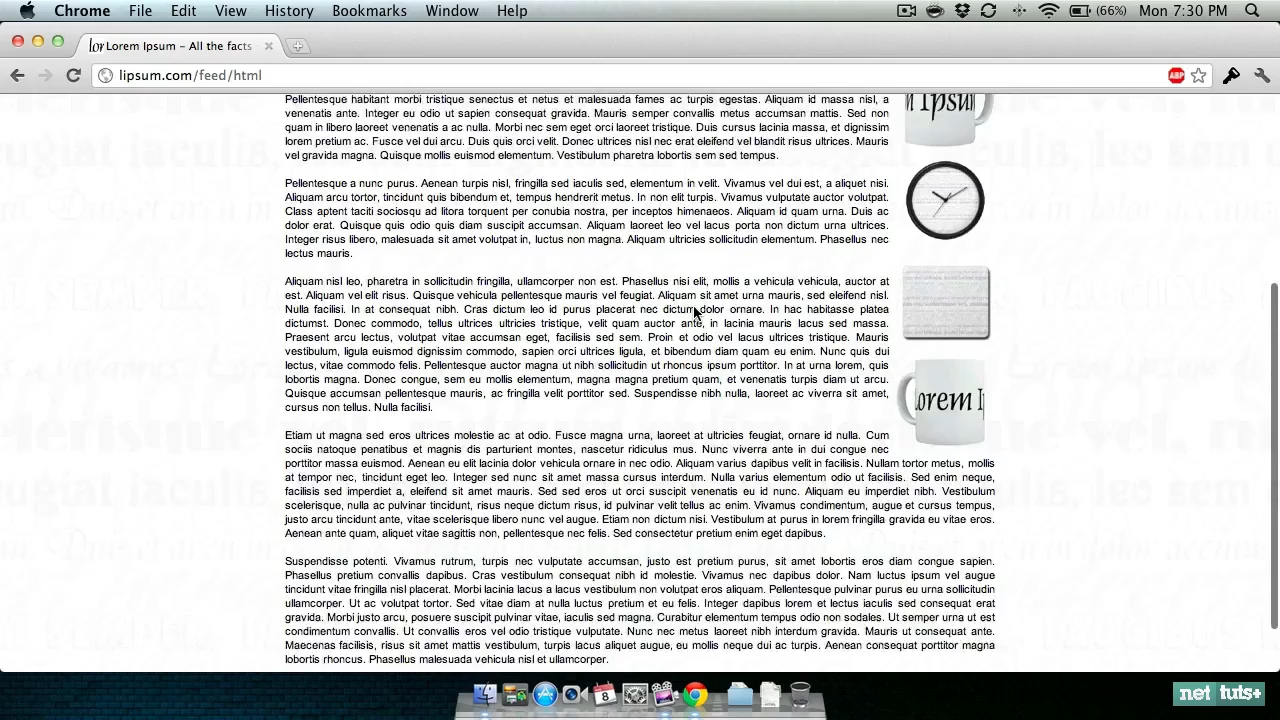 Chrome File Edit View History Bookmarks Window Help (66%) Mon 7:30 PM
lor Lorem Ipsum - All the facts
lipsum.com/feed/html
ABP
Pellentesque habitant morbi tristique senectus et netus et malesuada fames ac turpis egestas. Aliquam id massa nisl, a
venenatis ante. Integer eu odio ut sapien consequat gravida. Mauris semper convallis metus accumsan mattis. Sed non
quam in libero laoreet venenatis a ac nulla. Morbi nec sem eget orci laoreet tristique. Duis cursus lacinia massa, et dignissim
lorem pretium ac. Fusce vel dui arcu. Duis quis orci velit. Donec ultrices nisl nec erat eleifend vel blandit risus ultrices. Mauris
vel gravida magna. Quisque mollis euismod elementum. Vestibulum pharetra lobortis sem sed tempus.
Pellentesque a nunc purus. Aenean turpis nisl, fringilla sed iaculis sed, elementum in velit. Vivamus vel dui est, a aliquet nisi.
Aliquam arcu tortor, tincidunt quis bibendum et, tempus hendrerit metus. In non elit turpis. Vivamus vulputate auctor volutpat.
Class aptent taciti sociosqu ad litora torquent per conubia nostra, per inceptos himenaeos. Aliquam id quam urna. Duis ac
dolor erat. Quisque quis odio quis diam suscipit accumsan. Aliquam laoreet leo vel lacus porta non dictum urna ultrices.
Integer risus libero, malesuada sit amet volutpat in, luctus non magna. Aliquam ultricies sollicitudin elementum. Phasellus nec
lectus mauris.
Aliquam nisl leo, pharetra in sollicitudin fringilla, ullamcorper non est. Phasellus nisi elit, mollis a vehicula vehicula, auctor at
est. Aliquam vel elit risus. Quisque vehicula pellentesque mauris vel feugiat. Aliquam sit amet urna mauris, sed eleifend nisl.
Nulla facilisi. In at consequat nibh. Cras dictum leo id purus placerat nec dictum dolor ornare. In hac habitasse platea
dictumst. Donec commodo, tellus ultrices ultricies tristique, velit quam auctor ante, in lacinia mauris lacus sed massa.
Praesent arcu lectus, volutpat vitae accumsan eget, facilisis sed sem. Proin et odio vel lacus ultrices tristique. Mauris
vestibulum, ligula euismod dignissim commodo, sapien orci ultrices ligula, et bibendum diam quam eu enim. Nunc quis dui
lectus, vitae commodo felis. Pellentesque auctor magna ut nibh sollicitudin ut rhoncus ipsum porttitor. In at urna lorem, quis
lobortis magna. Donec congue, sem eu mollis elementum, magna magna pretium quam, et venenatis turpis diam ut arcu.
Quisque accumsan pellentesque mauris, ac fringilla velit porttitor sed. Suspendisse nibh nulla, laoreet ac viverra sit amet,
cursus non tellus. Nulla facilisi.
Lorem I
Etiam ut magna sed eros ultrices molestie ac at odio. Fusce magna urna, laoreet at ultricies feugiat, ornare id nulla. Cum
sociis natoque penatibus et magnis dis parturient montes, nascetur ridiculus mus. Nunc viverra ante in dui congue nec
porttitor massa euismod. Aenean eu elit lacinia dolor vehicula ornare in nec odio. Aliquam varius dapibus velit in facilisis. Nullam tortor metus, mollis
at tempor nec, tincidunt eget leo. Integer sed nunc sit amet massa cursus interdum. Nulla varius elementum odio ut facilisis. Sed enim neque,
facilisis sed imperdiet a, eleifend sit amet mauris. Sed sed eros ut orci suscipit venenatis eu id nunc. Aliquam eu imperdiet nibh. Vestibulum
scelerisque, nulla ac pulvinar tincidunt, risus neque dictum risus, id pulvinar velit tellus ac enim. Vivamus condimentum, augue et cursus tempus,
justo arcu tincidunt ante, vitae scelerisque libero nunc vel augue. Etiam non dictum nisi. Vestibulum at purus in lorem fringilla gravida eu vitae eros.
Aenean ante quam, aliquet vitae sagittis non, pellentesque nec felis. Sed consectetur pretium enim eget dapibus.
Suspendisse potenti. Vivamus rutrum, turpis nec vulputate accumsan, justo est pretium purus, sit amet lobortis eros diam congue sapien.
Phasellus pretium convallis dapibus. Cras vestibulum consequat nibh id molestie. Vivamus nec dapibus dolor. Nam luctus ipsum vel augue
tincidunt vitae fringilla nisl placerat. Morbi lacinia lacus a lacus vestibulum non volutpat eros aliquam. Pellentesque pulvinar purus eu urna sollicitudin
ullamcorper. Ut ac volutpat tortor. Sed vitae diam at nulla luctus pretium et eu felis. Integer dapibus lorem et lectus iaculis sed consequat erat
gravida. Morbi justo arcu, posuere suscipit pulvinar vitae, iaculis sed magna. Curabitur elementum tempus odio non sodales. Ut semper urna ut est
condimentum convallis. Ut convallis eros vel odio tristique vulputate. Nunc nec metus laoreet nibh interdum gravida. Mauris ut consequat ante.
Maecenas facilisis, risus sit amet mattis vestibulum, turpis lacus aliquet augue, eu mollis neque dui ac turpis. Aenean consequat porttitor magna
lobortis rhoncus. Phasellus malesuada vehicula nisl et ullamcorper.
8
net tuts+